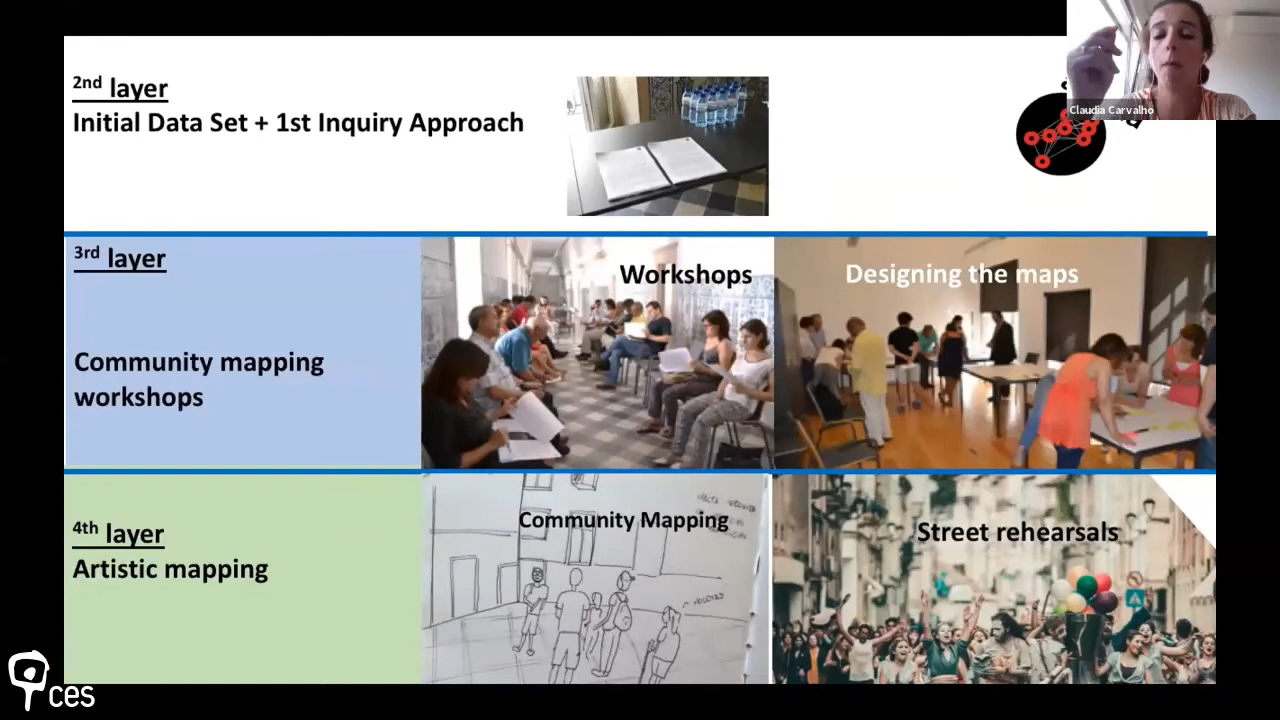 2nd layer
Initial Data Set + 1st Inquiry Approach
Claudia Carvalho
3rd layer
Workshops
Designing the maps
Community mapping
workshops
4th layer
Artistic mapping
Community Mapping
Street rehearsals
ces